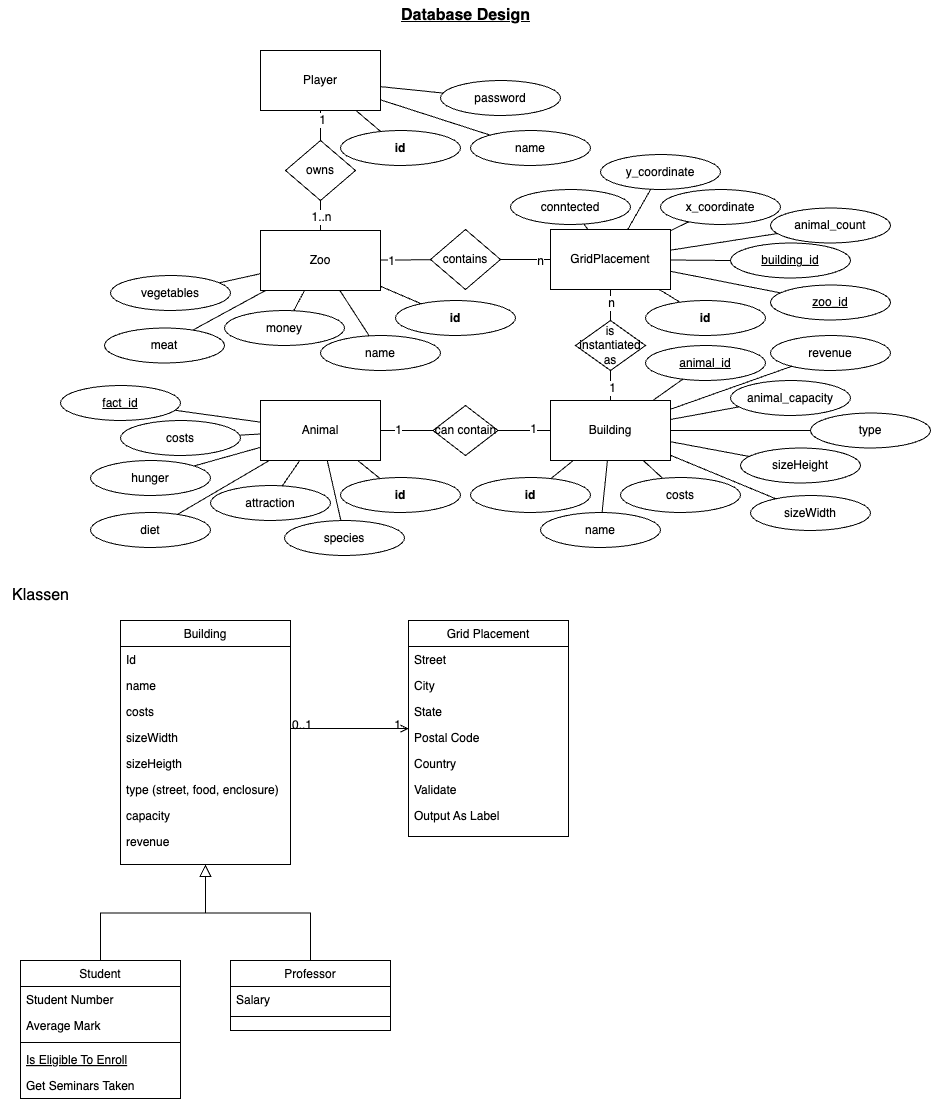 Database Design
Player
password
1
id
name
owns
y_coordinate
conntected
x_coordinate
1..n
animal_count
Zoo
1
contains
n
GridPlacement
building_id
vegetables
n
zoo_id
money
id
id
meat
name
is
instantiated
as
animal_id
revenue
1
fact_id
animal_capacity
costs
Animal
1
can contain
1
Building
type
hunger
sizeHeight
attraction
id
id
costs
diet
species
name
sizeWidth
Klassen
Building
Id
name
costs
sizeWidth
sizeHeigth
type (street, food, enclosure)
capacity
revenue
0..1
1
Grid Placement
Street
City
State
Postal Code
Country
Validate
Output As Label
Student
Student Number
Average Mark
Is Eligible To Enroll
Get Seminars Taken
Professor
Salary